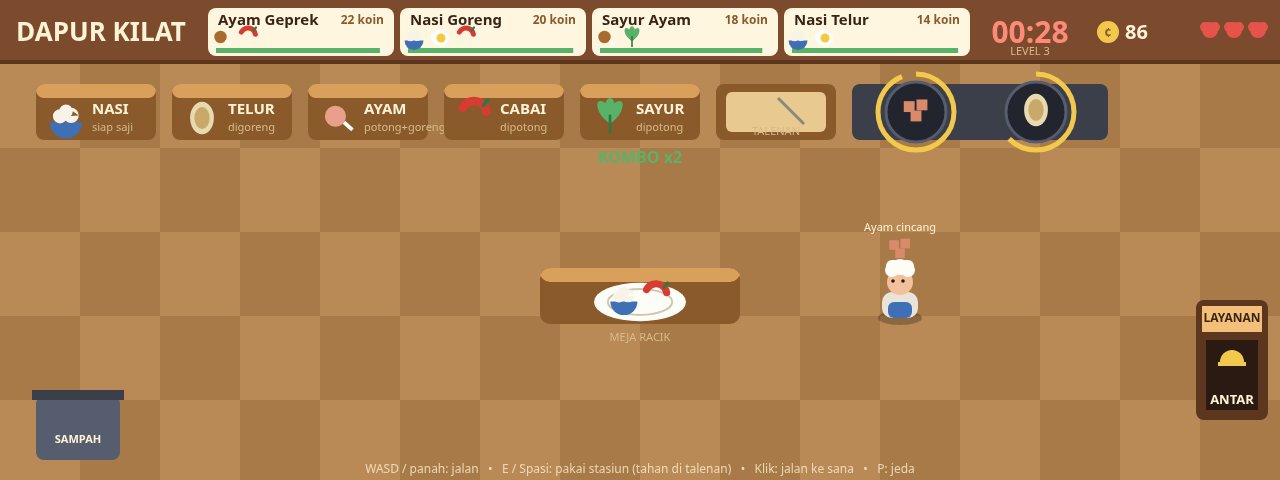 DAPUR KILAT
Ayam Geprek 22 koin
Nasi Goreng 20 koin
Sayur Ayam 18 koin
Nasi Telur 14 koin
00:28
LEVEL 3
¢ 86
NASI
siap saji
TELUR
digoreng
AYAM
potong+goreng
CABAI
dipotong
SAYUR
dipotong
TALENAN
KOMBO x2
Ayam cincang
MEJA RACIK
LAYANAN
ANTAR
SAMPAH
WASD / panah: jalan • E / Spasi: pakai stasiun (tahan di talenan) • Klik: jalan ke sana • P: jeda